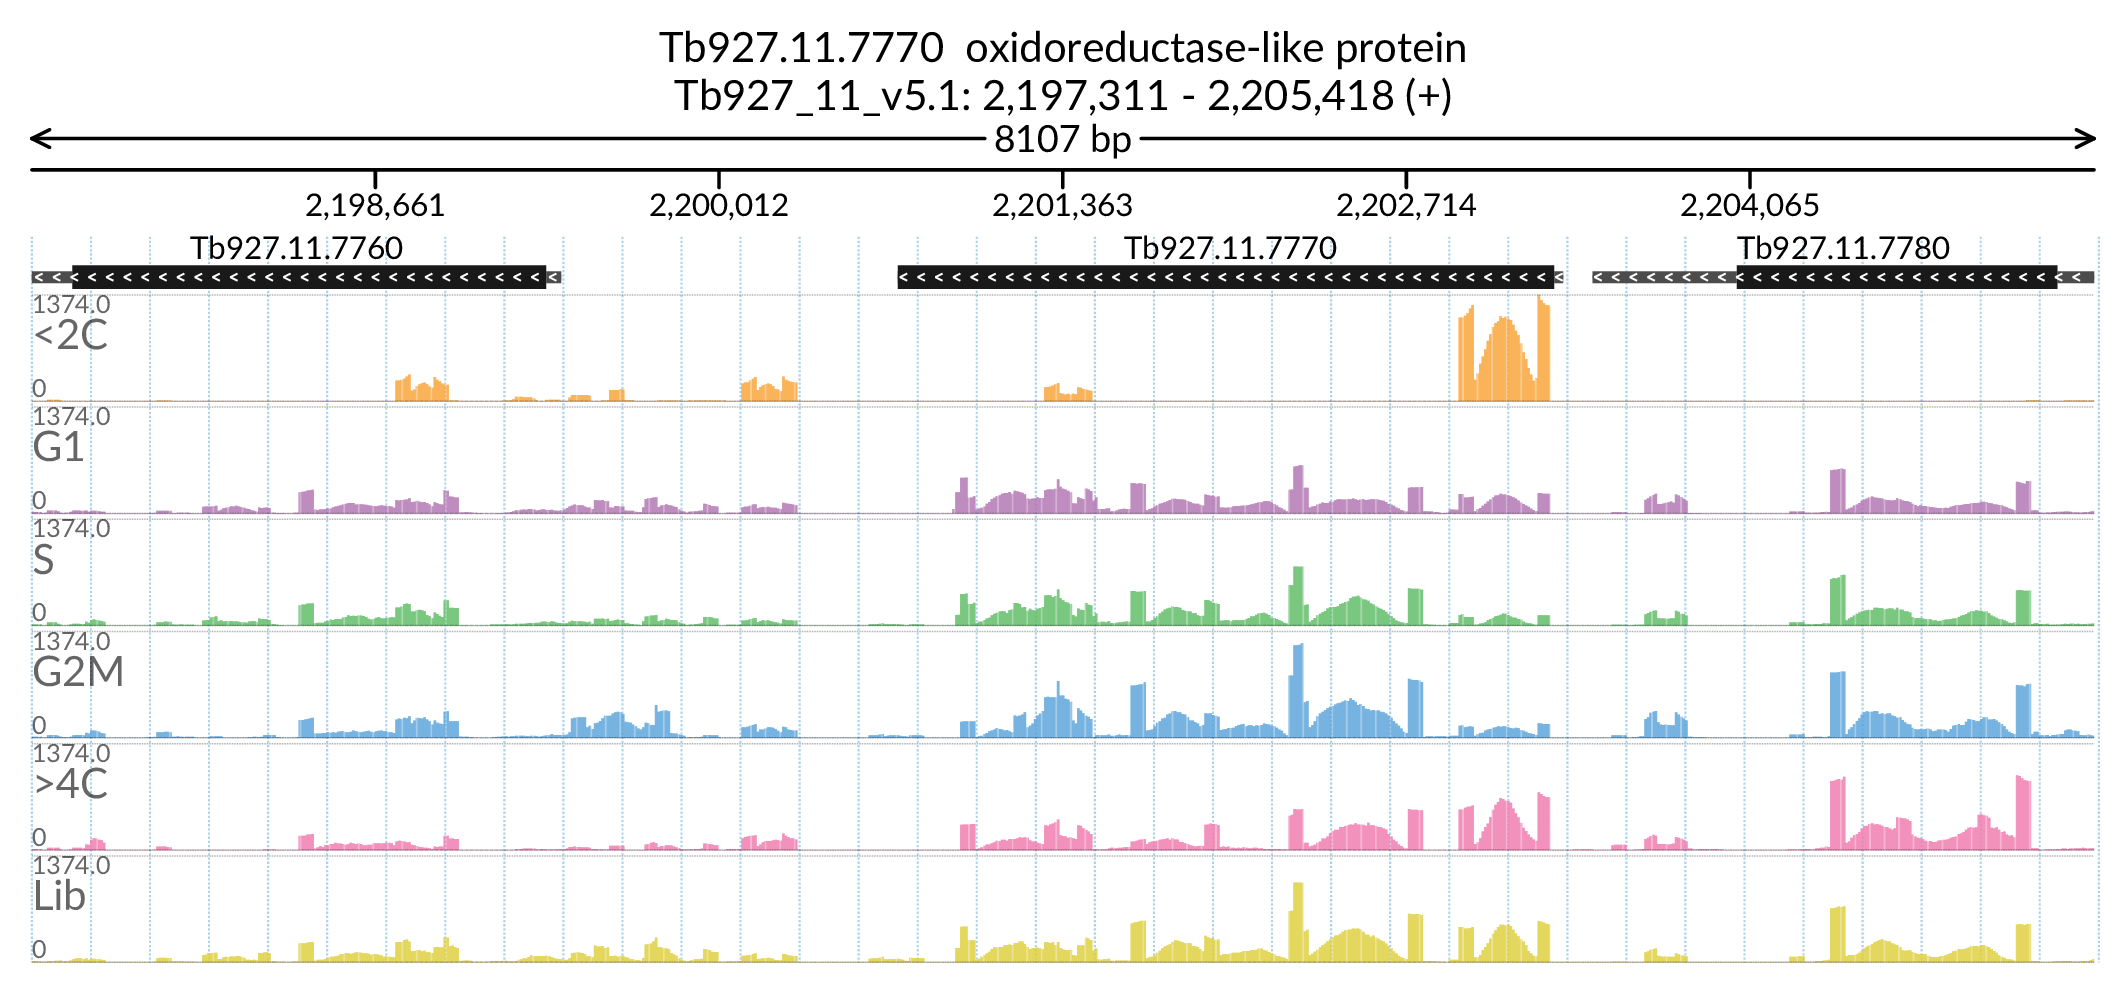 Tb927.11.7770 oxidoreductase-like protein
Tb927_11_v5.1: 2,197,311 - 2,205,418 (+)
8107 bp
2,198,661 2,200,012 2,201,363 2,202,714 2,204,065
Tb927.11.7760 Tb927.11.7770 Tb927.11.7780
1374.0
<2C
0
1374.0
G1
0
1374.0
S
0
1374.0
G2M
0
1374.0
>4C
0
1374.0
Lib
0